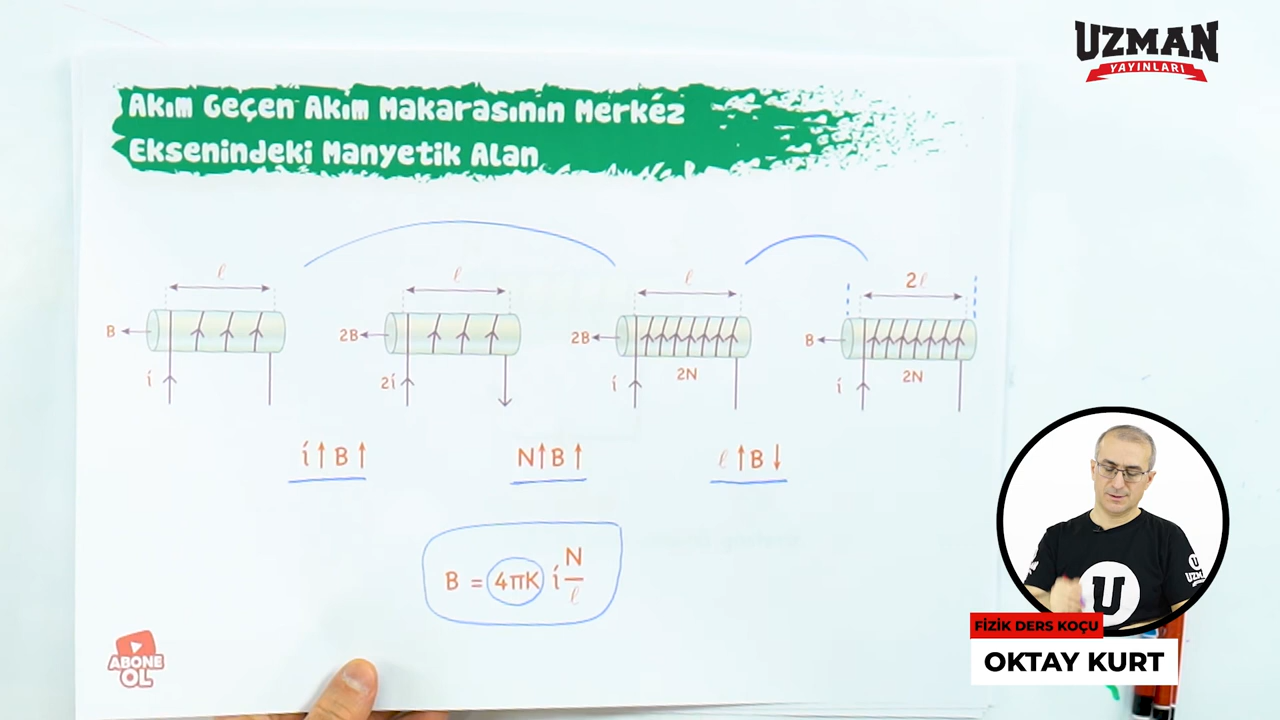 UZMAN
YAYINLARI
Akım Geçen Akım Makarasının Merkez
Eksenindeki Manyetik Alan
ℓ
ℓ
ℓ
2ℓ
B
2B
2B
B
i
2i
i
2N
i
2N
i↑B↑
N↑B↑
ℓ↑B↓
B = 4πK i N/ℓ
U
UZMAN
FİZİK DERS KOÇU
OKTAY KURT
ABONE
OL